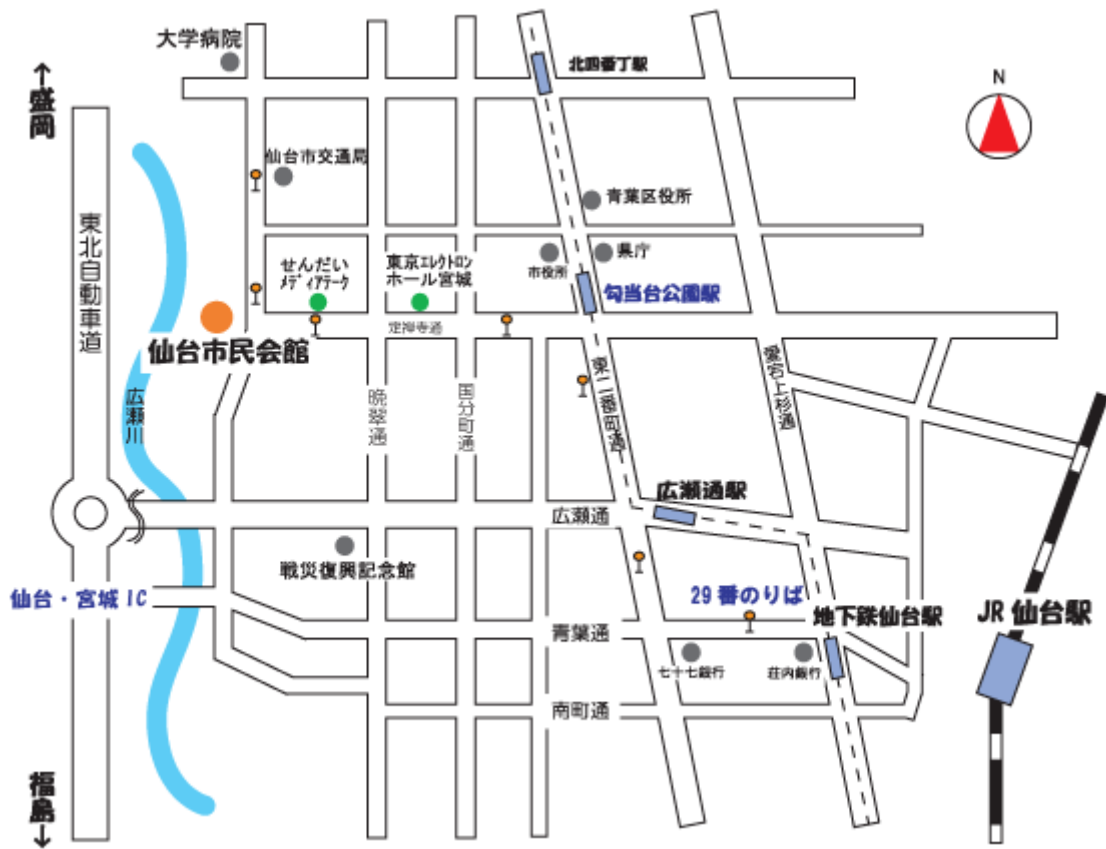 大学病院
北四番丁駅
N
↑盛岡
仙台市交通局
青葉区役所
東北自動車道
せんだい
メディアテーク
東京エレクトロン
ホール宮城
市役所
県庁
勾当台公園駅
定禅寺通
仙台市民会館
広瀬川
晩翠通
国分町通
東二番町通
愛宕上杉通
広瀬通駅
広瀬通
戦災復興記念館
仙台・宮城IC
29番のりば
地下鉄仙台駅
JR仙台駅
青葉通
七十七銀行
荘内銀行
南町通
福島↓